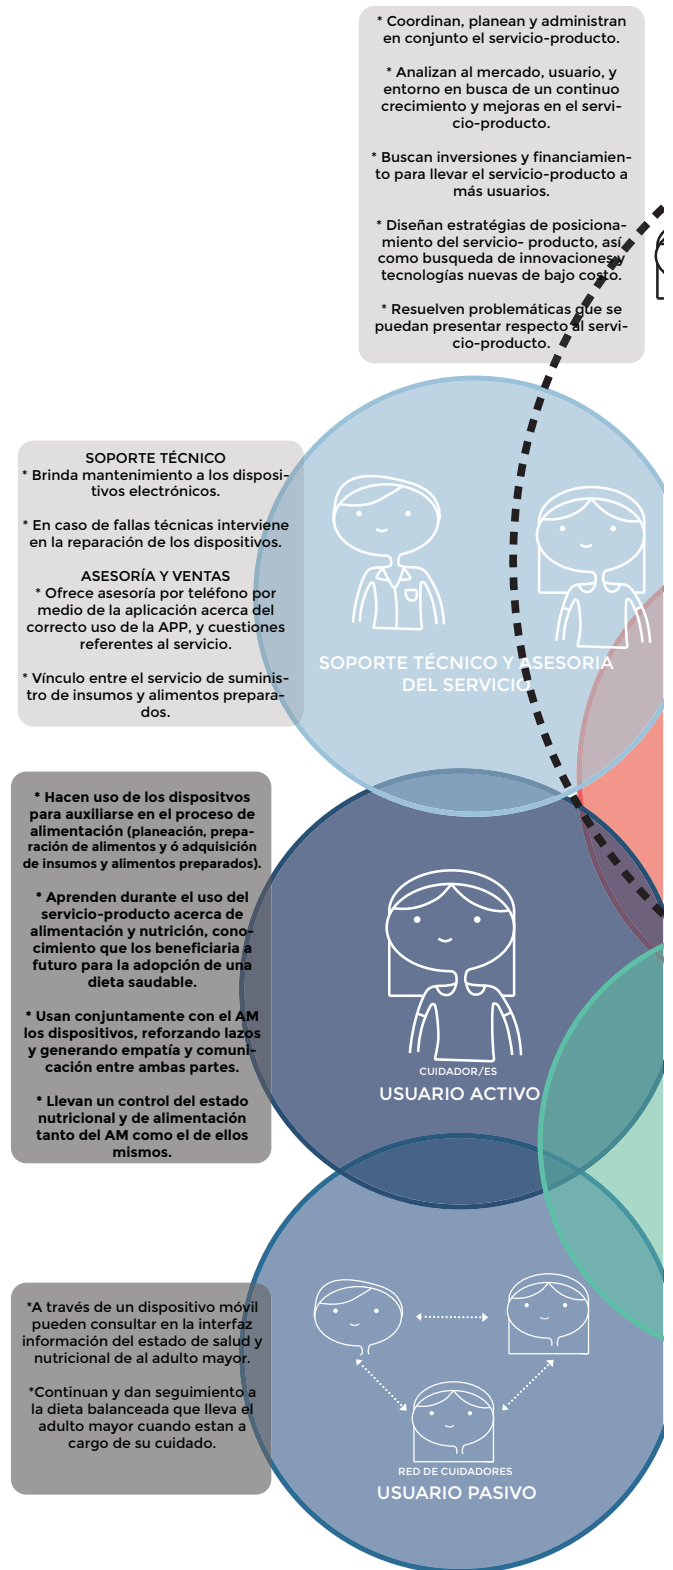 * Coordinan, planean y administran
en conjunto el servicio-producto.
* Analizan al mercado, usuario, y
entorno en busca de un continuo
crecimiento y mejoras en el servi-
cio-producto.
* Buscan inversiones y financiamien-
to para llevar el servicio-producto a
más usuarios.
* Diseñan estratégias de posiciona-
miento del servicio- producto, así
como busqueda de innovaciones y
tecnologías nuevas de bajo costo.
* Resuelven problemáticas que se
puedan presentar respecto al servi-
cio-producto.
SOPORTE TÉCNICO
* Brinda mantenimiento a los disposi-
tivos electrónicos.
* En caso de fallas técnicas interviene
en la reparación de los dispositivos.
ASESORÍA Y VENTAS
* Ofrece asesoría por teléfono por
medio de la aplicación acerca del
correcto uso de la APP, y cuestiones
referentes al servicio.
* Vínculo entre el servicio de suminis-
tro de insumos y alimentos prepara-
dos.
SOPORTE TÉCNICO Y ASESORIA
DEL SERVICIO
* Hacen uso de los dispositvos
para auxiliarse en el proceso de
alimentación (planeación, prepa-
ración de alimentos y ó adquisición
de insumos y alimentos preparados).
* Aprenden durante el uso del
servicio-producto acerca de
alimentación y nutrición, cono-
cimiento que los beneficiaria a
futuro para la adopción de una
dieta saudable.
* Usan conjuntamente con el AM
los dispositivos, reforzando lazos
y generando empatía y comuni-
cación entre ambas partes.
* Llevan un control del estado
nutricional y de alimentación
tanto del AM como el de ellos
mismos.
CUIDADOR/ES
USUARIO ACTIVO
*A través de un dispositivo móvil
pueden consultar en la interfaz
información del estado de salud y
nutricional de al adulto mayor.
*Continuan y dan seguimiento a
la dieta balanceada que lleva el
adulto mayor cuando estan a
cargo de su cuidado.
RED DE CUIDADORES
USUARIO PASIVO